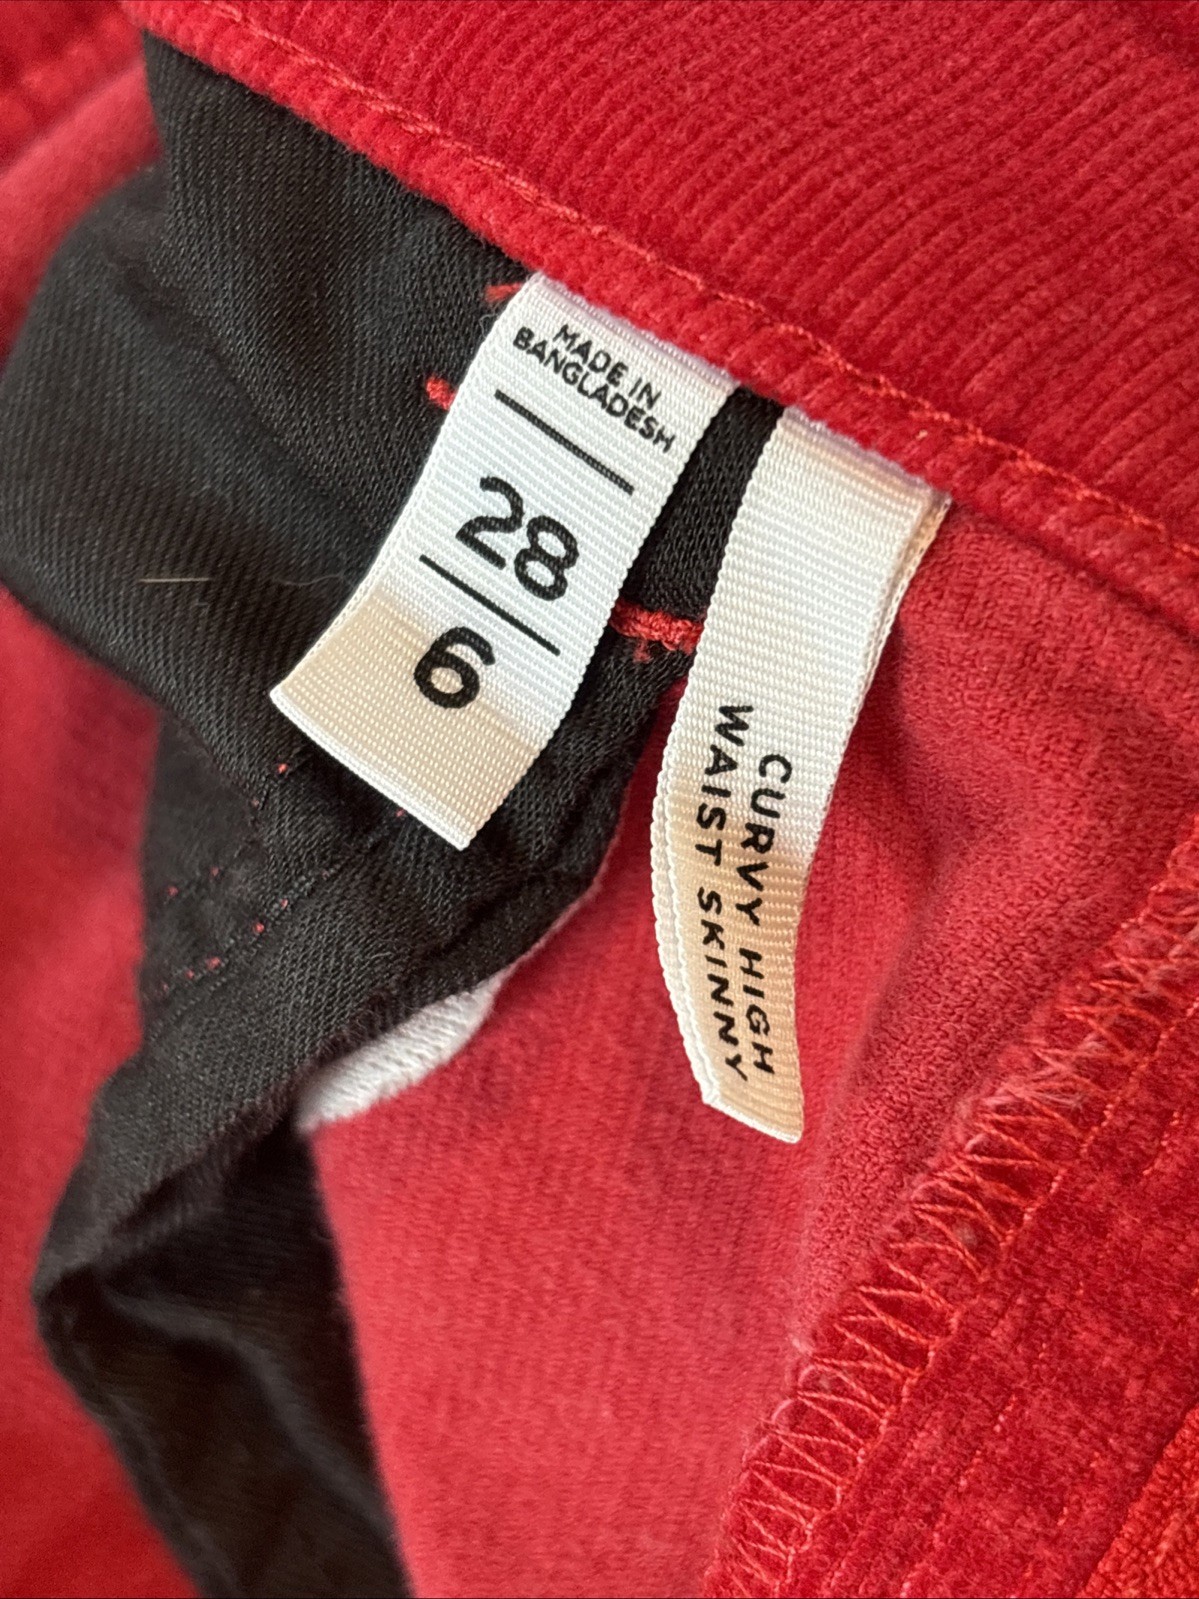 MADE IN
BANGLADESH
28
6
CURVY HIGH
WAIST SKINNY